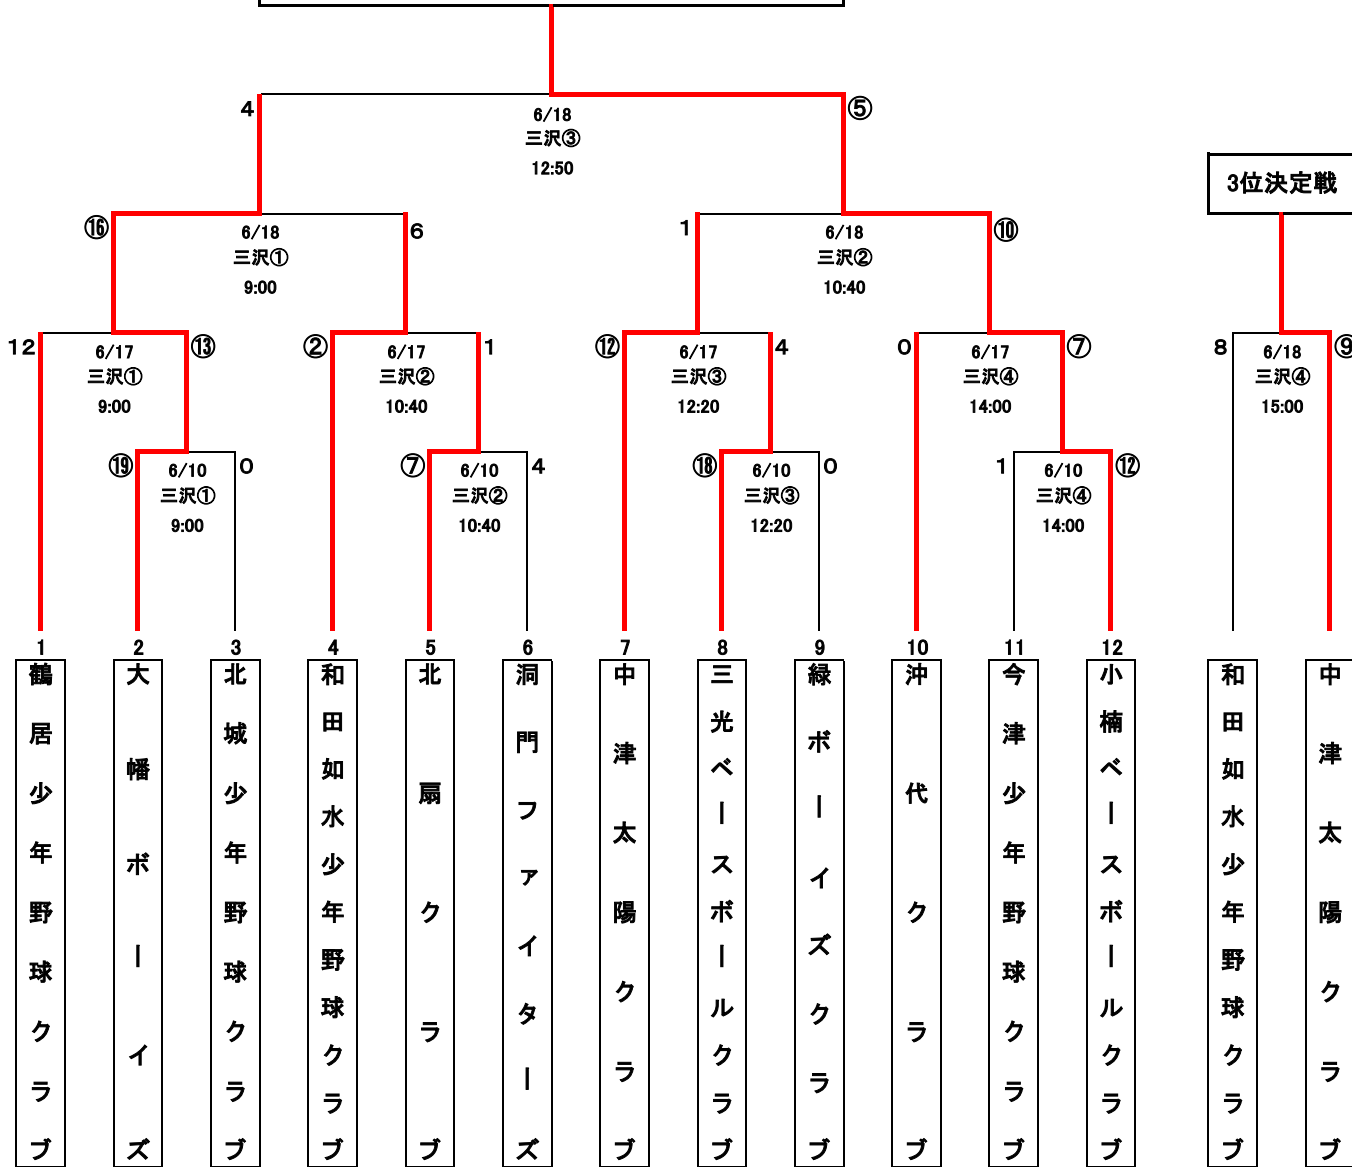 4
6/18
三沢③
12:50
⑤
3位決定戦
⑯
6/18
三沢①
9:00
6
1
6/18
三沢②
10:40
⑩
12
6/17
三沢①
9:00
⑬
②
6/17
三沢②
10:40
1
⑫
6/17
三沢③
12:20
4
0
6/17
三沢④
14:00
⑦
8
6/18
三沢④
15:00
⑨
⑲
6/10
三沢①
9:00
0
⑦
6/10
三沢②
10:40
4
⑱
6/10
三沢③
12:20
0
1
6/10
三沢④
14:00
⑫
1
鶴居少年野球クラブ
2
大幡ボーイズ
3
北城少年野球クラブ
4
和田如水少年野球クラブ
5
北扇クラブ
6
洞門ファイターズ
7
中津太陽クラブ
8
三光ベースボールクラブ
9
緑ボーイズクラブ
10
沖代クラブ
11
今津少年野球クラブ
12
小楠ベースボールクラブ
和田如水少年野球クラブ
中津太陽クラブ